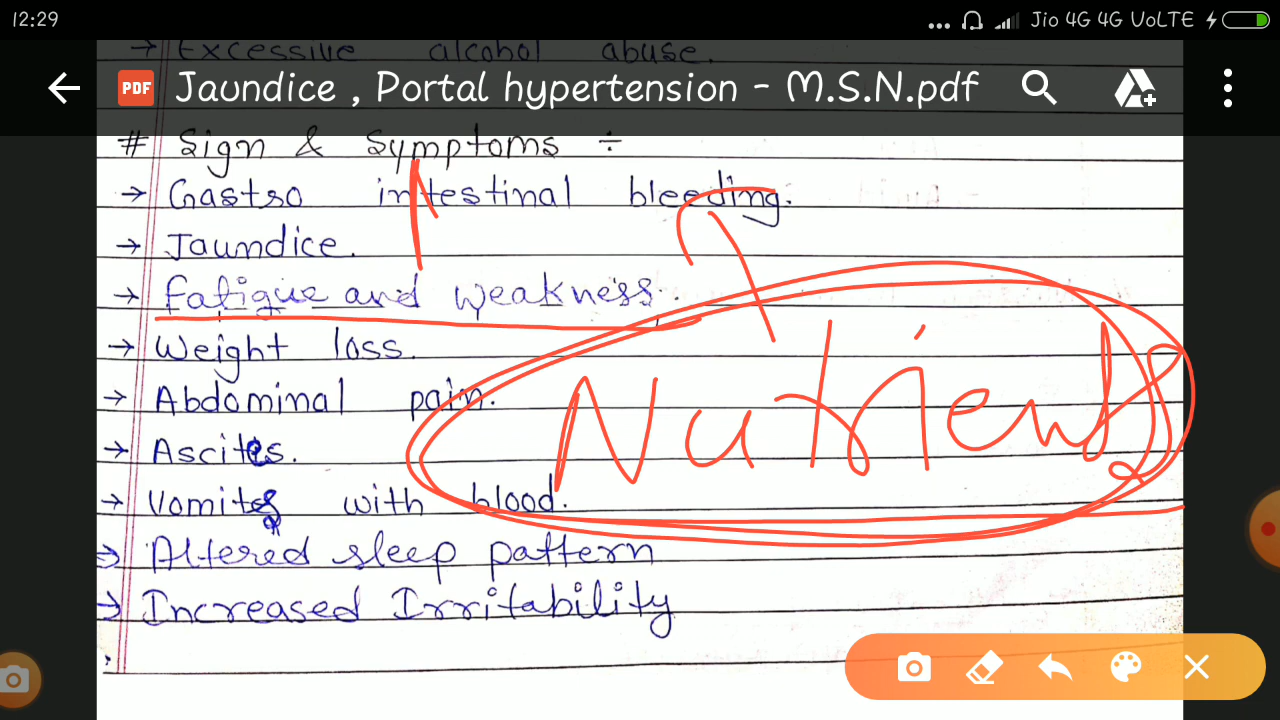 12:29 ... Jio 4G 4G VoLTE
→ Excessive alcohol abuse.
PDF Jaundice , Portal hypertension - M.S.N.pdf
# Sign & Symptoms ÷
→ Gastro intestinal bleeding.
→ Jaundice.
→ Fatigue and weakness.
→ Weight loss.
→ Abdominal pain.
Nutrients
→ Ascites.
→ Vomits with blood.
→ Altered sleep pattern
→ Increased Irritability